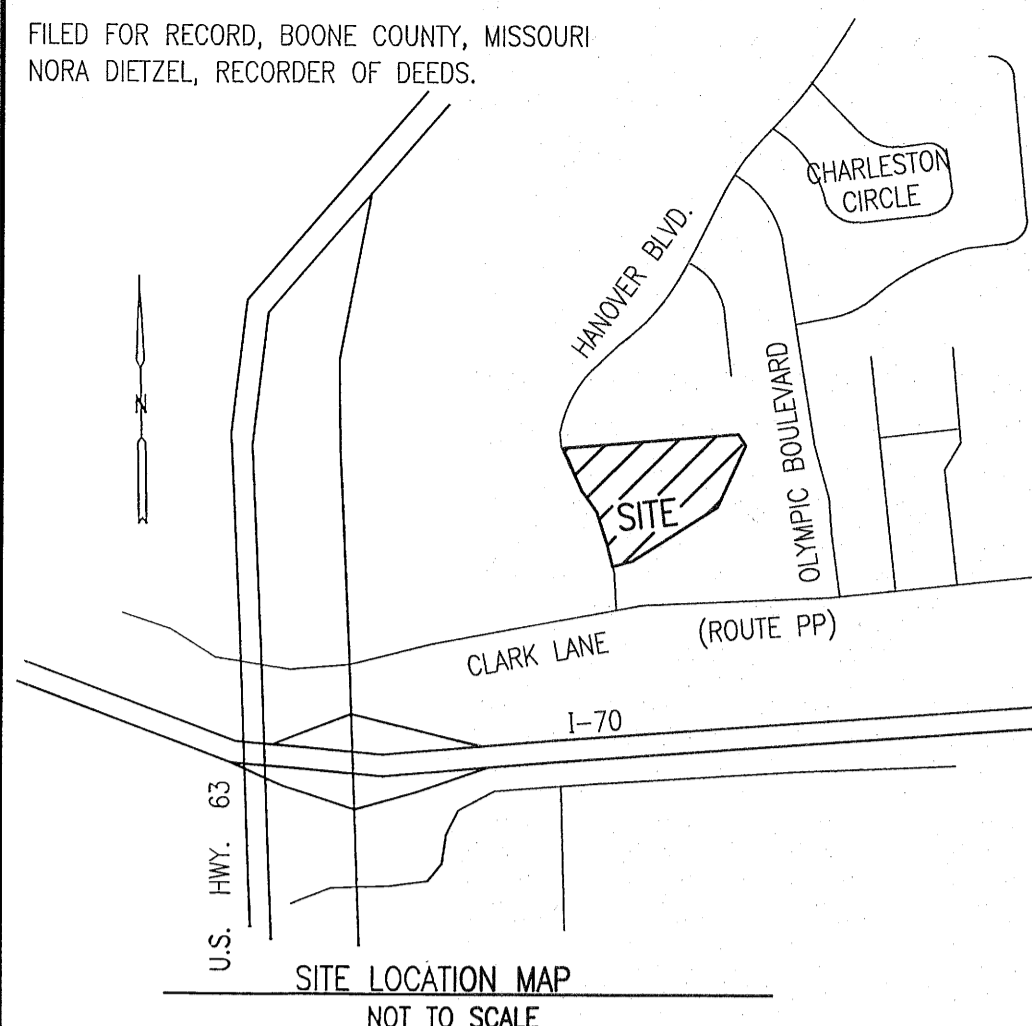 FILED FOR RECORD, BOONE COUNTY, MISSOURI
NORA DIETZEL, RECORDER OF DEEDS.
CHARLESTON
CIRCLE
HANOVER BLVD.
N
OLYMPIC BOULEVARD
SITE
(ROUTE PP)
CLARK LANE
I-70
U.S. HWY. 63
SITE LOCATION MAP
NOT TO SCALE